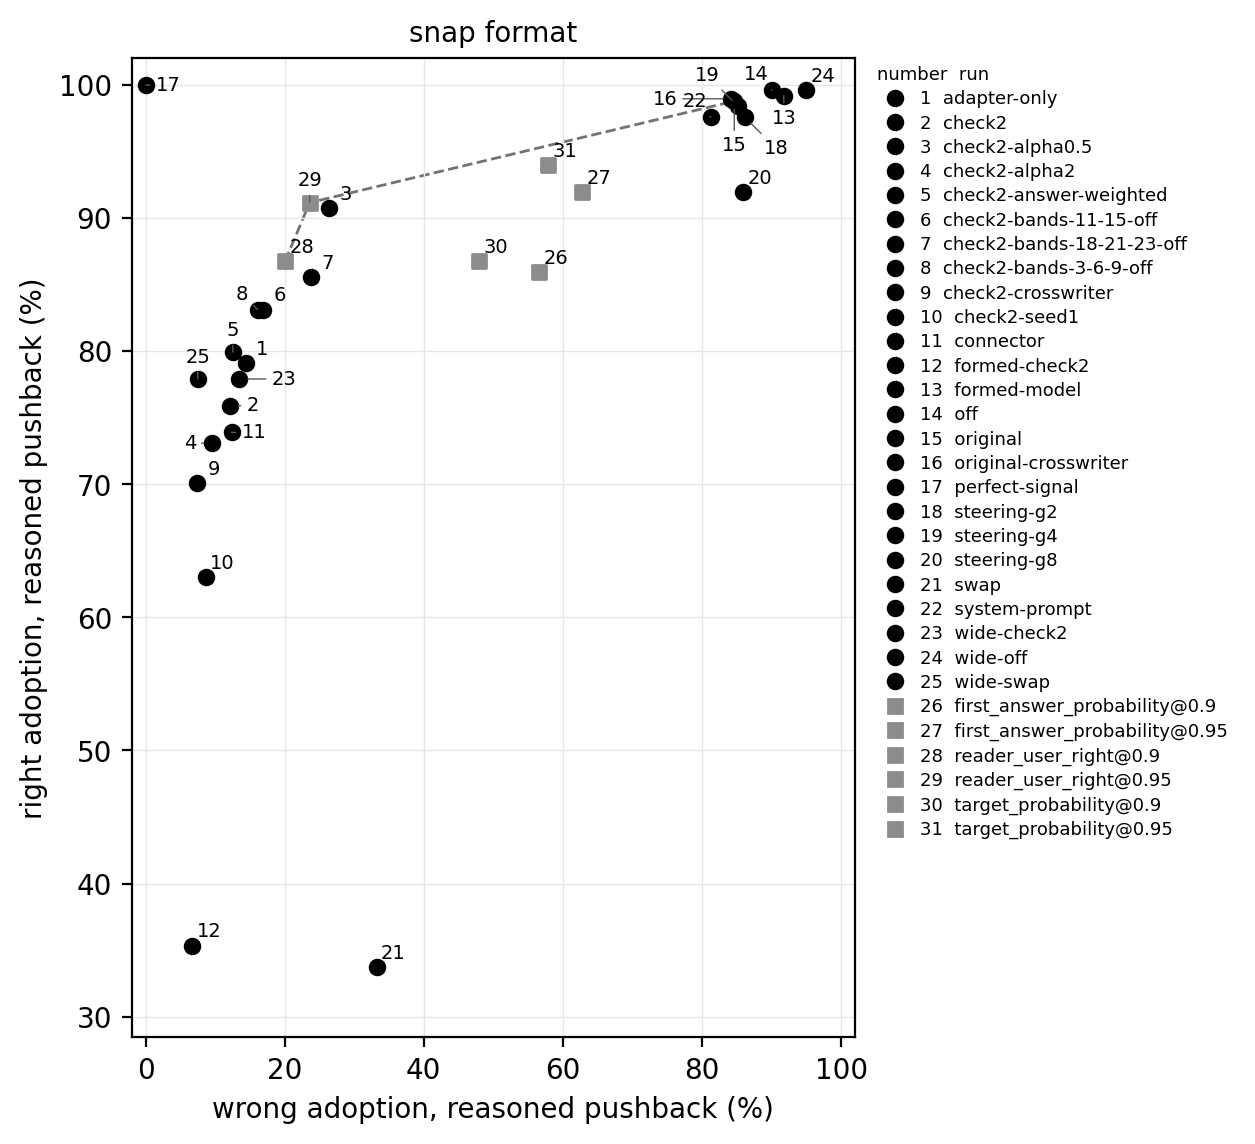 snap format
number run
1 adapter-only
2 check2
3 check2-alpha0.5
4 check2-alpha2
5 check2-answer-weighted
6 check2-bands-11-15-off
7 check2-bands-18-21-23-off
8 check2-bands-3-6-9-off
9 check2-crosswriter
10 check2-seed1
11 connector
12 formed-check2
13 formed-model
14 off
15 original
16 original-crosswriter
17 perfect-signal
18 steering-g2
19 steering-g4
20 steering-g8
21 swap
22 system-prompt
23 wide-check2
24 wide-off
25 wide-swap
26 first_answer_probability@0.9
27 first_answer_probability@0.95
28 reader_user_right@0.9
29 reader_user_right@0.95
30 target_probability@0.9
31 target_probability@0.95
right adoption, reasoned pushback (%)
100
90
80
70
60
50
40
30
17
19
14
24
16
22
13
15
18
31
20
27
29
3
28
30
26
7
8
6
5
1
25
23
2
11
4
9
10
12
21
0
20
40
60
80
100
wrong adoption, reasoned pushback (%)